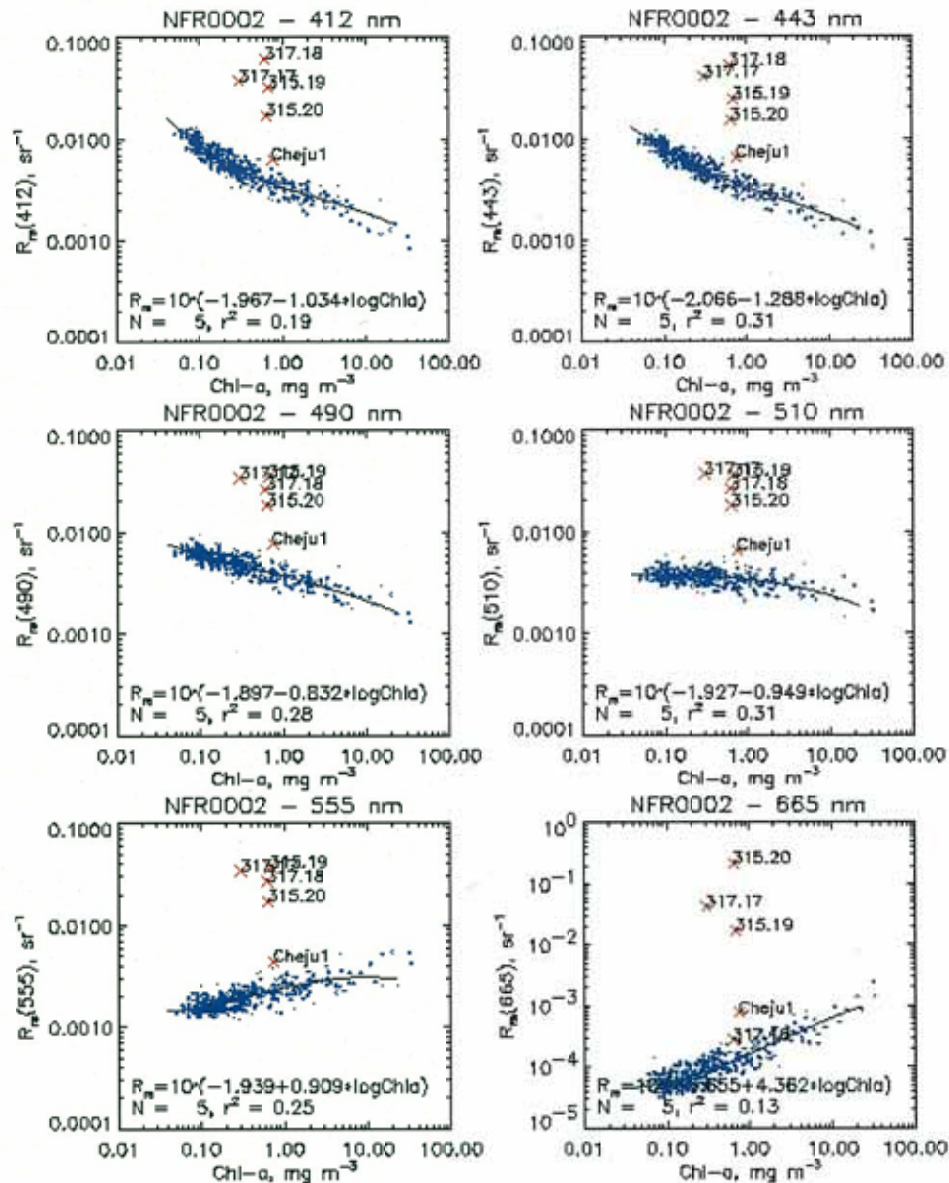 NFRO002 - 412 nm
0.1000
0.0100
0.0010
0.0001
Rrs(412), sr⁻¹
317.18
317.17
315.19
315.20
Cheju1
Rrs=10^(-1.967-1.034*logChla)
N = 5, r² = 0.19
0.01 0.10 1.00 10.00 100.00
Chl-a, mg m⁻³
NFRO002 - 443 nm
0.1000
0.0100
0.0010
0.0001
Rrs(443), sr⁻¹
317.18
317.17
315.19
315.20
Cheju1
Rrs=10^(-2.066-1.288*logChla)
N = 5, r² = 0.31
0.01 0.10 1.00 10.00 100.00
Chl-a, mg m⁻³
NFRO002 - 490 nm
0.1000
0.0100
0.0010
0.0001
Rrs(490), sr⁻¹
315.19
317.18
315.20
Cheju1
Rrs=10^(-1.897-0.832*logChla)
N = 5, r² = 0.28
0.01 0.10 1.00 10.00 100.00
Chl-a, mg m⁻³
NFRO002 - 510 nm
0.1000
0.0100
0.0010
0.0001
Rrs(510), sr⁻¹
315.19
317.18
315.20
Cheju1
Rrs=10^(-1.927-0.949*logChla)
N = 5, r² = 0.31
0.01 0.10 1.00 10.00 100.00
Chl-a, mg m⁻³
NFRO002 - 555 nm
0.1000
0.0100
0.0010
0.0001
Rrs(555), sr⁻¹
315.19
317.18
315.20
Cheju1
Rrs=10^(-1.939+0.909*logChla)
N = 5, r² = 0.25
0.01 0.10 1.00 10.00 100.00
Chl-a, mg m⁻³
NFRO002 - 665 nm
10⁰
10⁻¹
10⁻²
10⁻³
10⁻⁴
10⁻⁵
Rrs(665), sr⁻¹
315.20
317.17
315.19
Cheju1
317.18
655+4.362*logChla)
N = 5, r² = 0.13
0.01 0.10 1.00 10.00 100.00
Chl-a, mg m⁻³